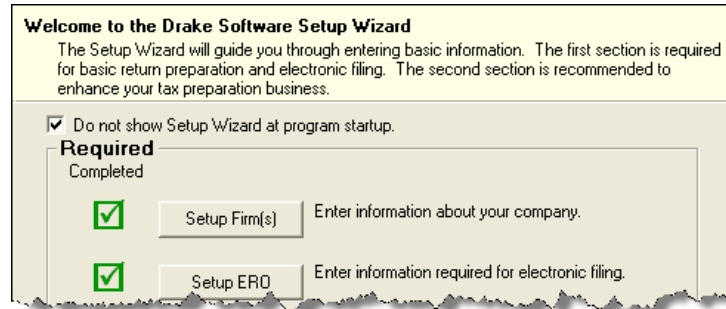 Welcome to the Drake Software Setup Wizard
The Setup Wizard will guide you through entering basic information. The first section is required
for basic return preparation and electronic filing. The second section is recommended to
enhance your tax preparation business.
Do not show Setup Wizard at program startup.
Required
Completed
Setup Firm(s) Enter information about your company.
Setup ERO Enter information required for electronic filing.